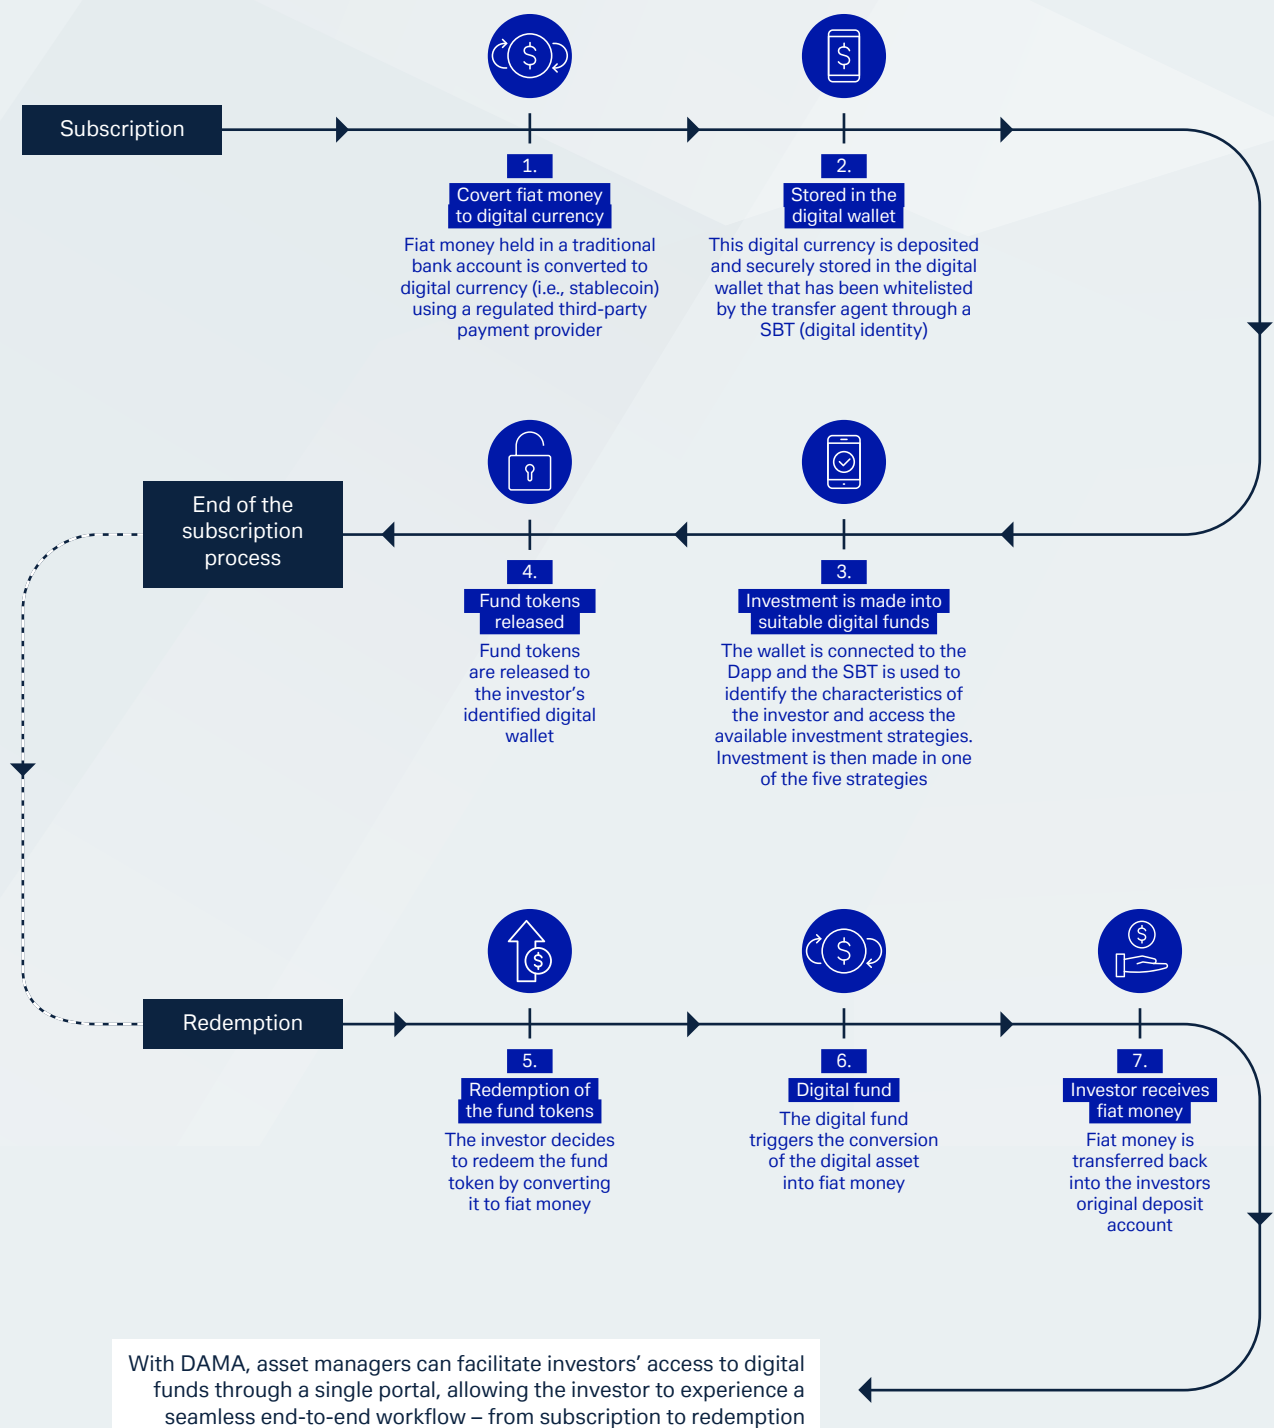 Subscription
1.
Covert fiat money
to digital currency
Fiat money held in a traditional
bank account is converted to
digital currency (i.e., stablecoin)
using a regulated third-party
payment provider
2.
Stored in the
digital wallet
This digital currency is deposited
and securely stored in the digital
wallet that has been whitelisted
by the transfer agent through a
SBT (digital identity)
3.
Investment is made into
suitable digital funds
The wallet is connected to the
Dapp and the SBT is used to
identify the characteristics of
the investor and access the
available investment strategies.
Investment is then made in one
of the five strategies
4.
Fund tokens
released
Fund tokens
are released to
the investor’s
identified digital
wallet
End of the
subscription
process
Redemption
5.
Redemption of
the fund tokens
The investor decides
to redeem the fund
token by converting
it to fiat money
6.
Digital fund
The digital fund
triggers the conversion
of the digital asset
into fiat money
7.
Investor receives
fiat money
Fiat money is
transferred back
into the investors
original deposit
account
With DAMA, asset managers can facilitate investors’ access to digital
funds through a single portal, allowing the investor to experience a
seamless end-to-end workflow – from subscription to redemption